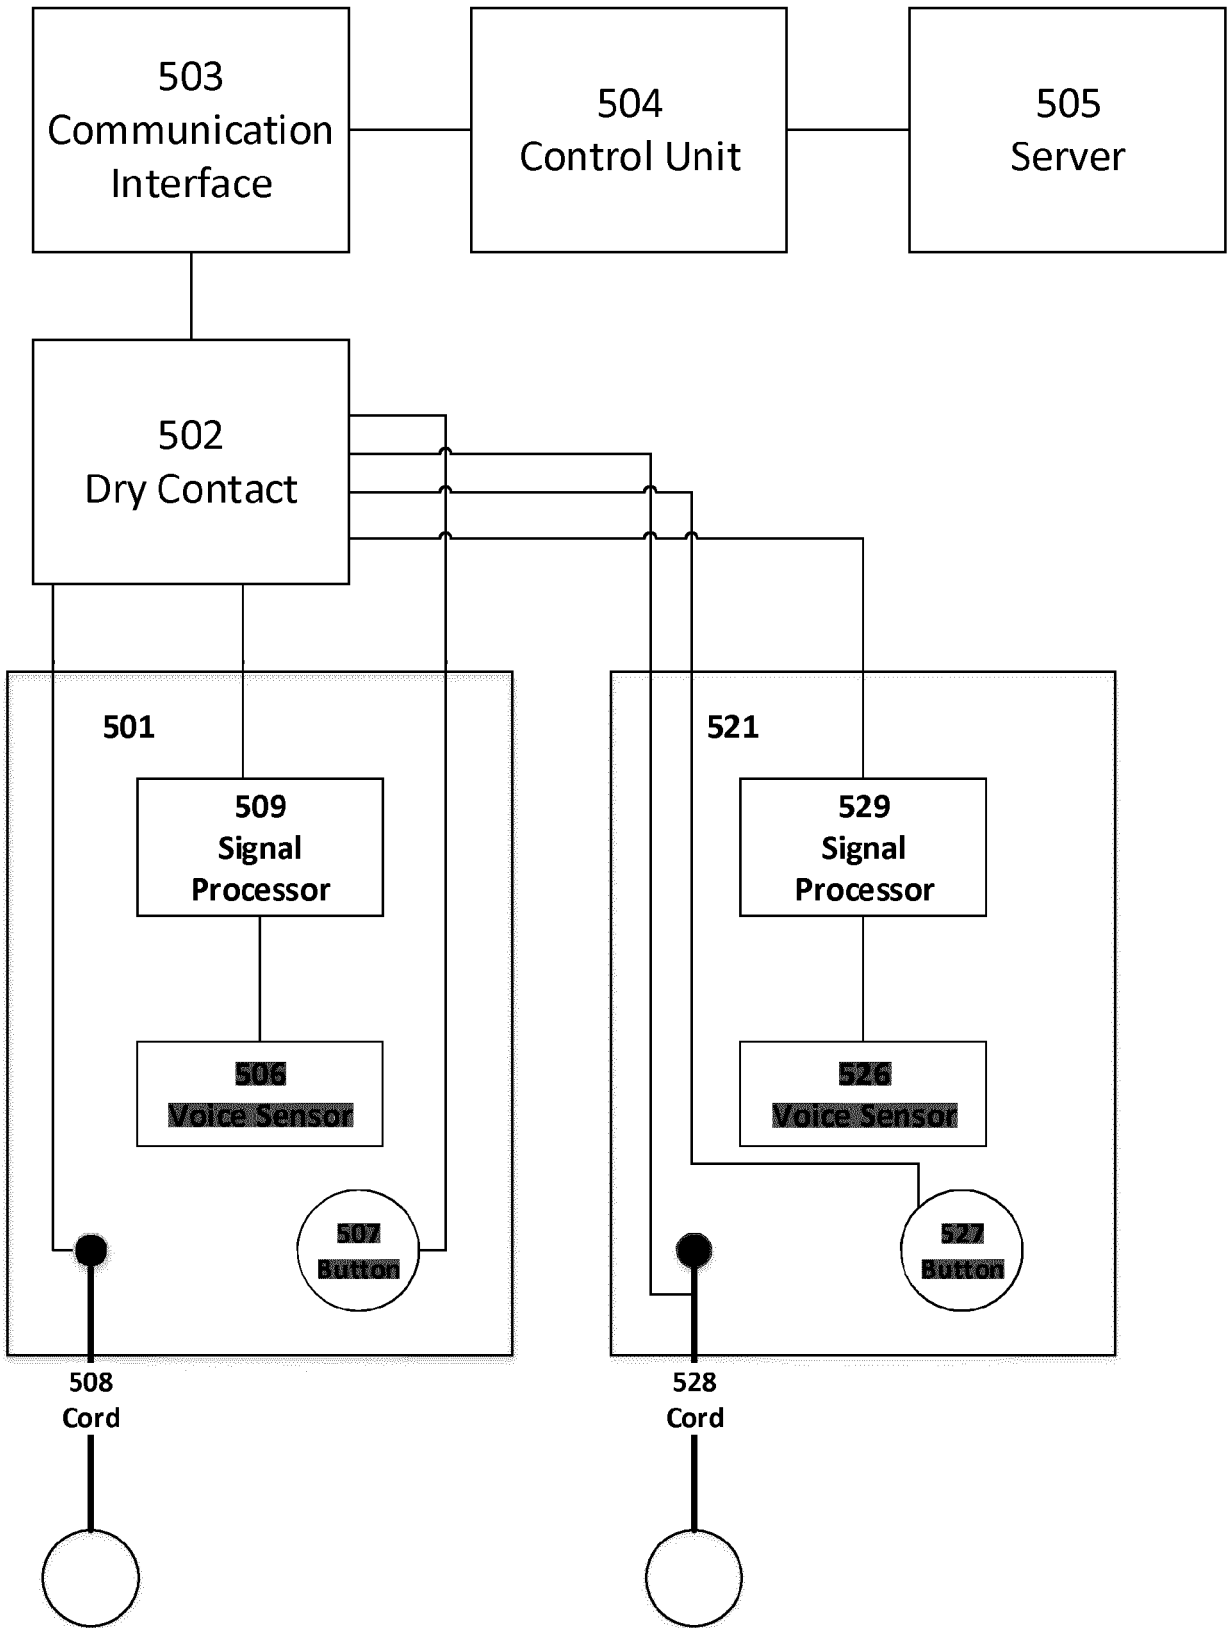 503
Communication
Interface
504
Control Unit
505
Server
502
Dry Contact
501
509
Signal
Processor
506
Voice Sensor
507
Button
508
Cord
521
529
Signal
Processor
526
Voice Sensor
527
Button
528
Cord